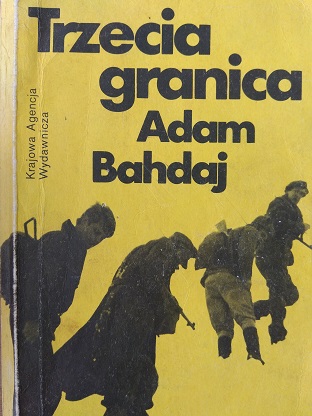 Trzecia
granica
Adam
Bahdaj
Krajowa Agencja
Wydawnicza